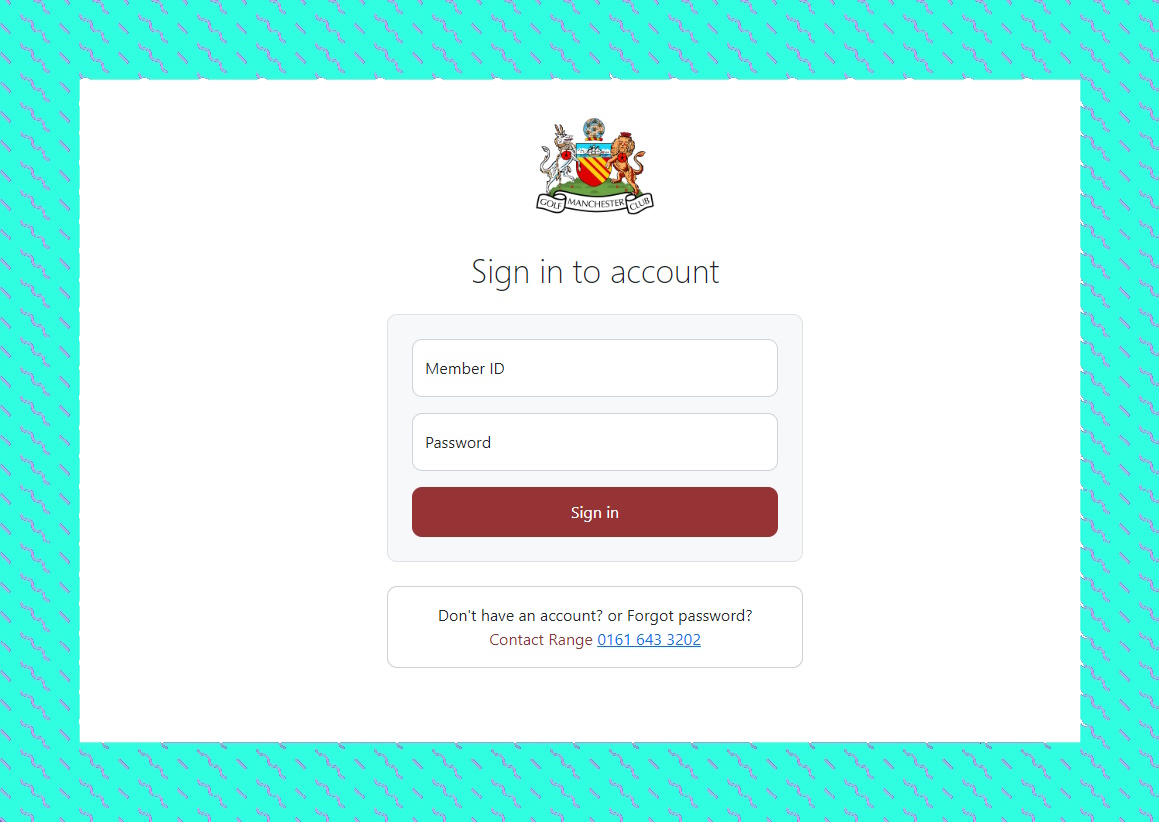 GOLF MANCHESTER CLUB
Sign in to account
Member ID
Password
Sign in
Don't have an account? or Forgot password?
Contact Range 0161 643 3202